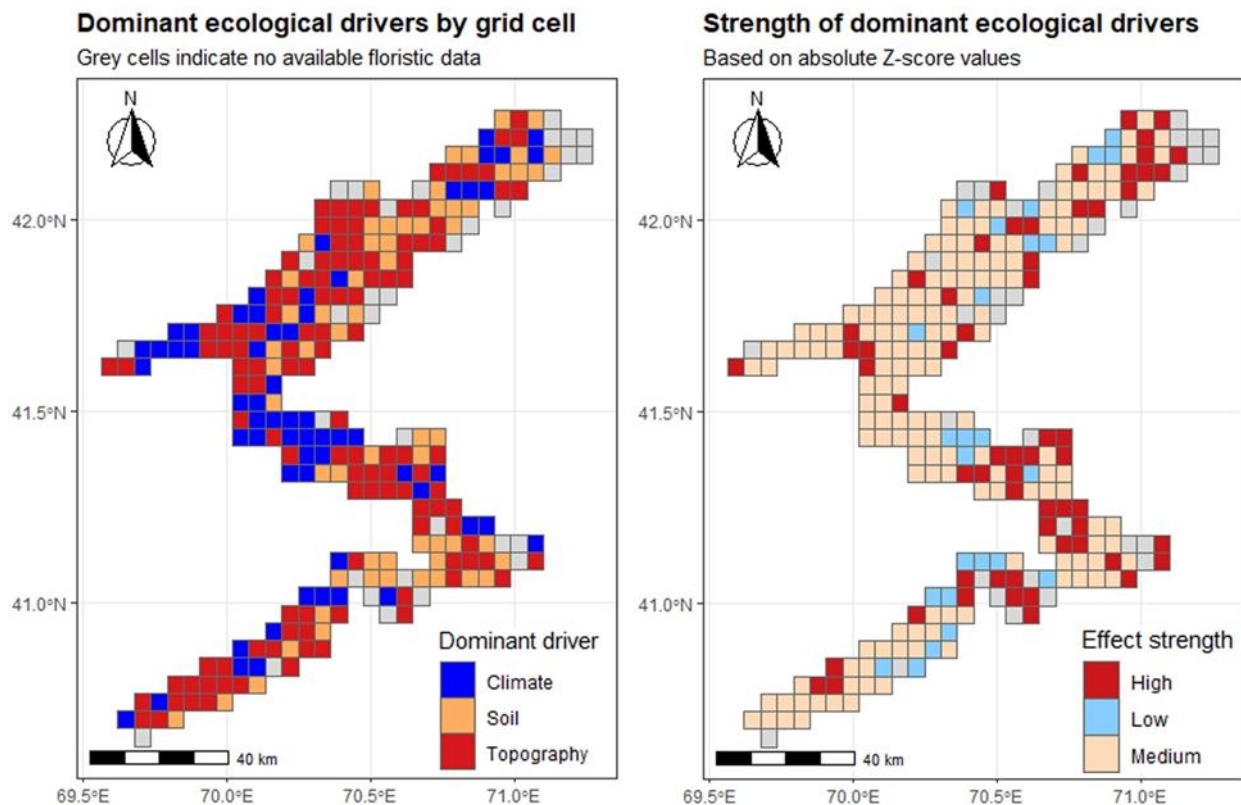 Dominant ecological drivers by grid cell
Grey cells indicate no available floristic data
N
42.0°N
41.5°N
41.0°N
Dominant driver
Climate
Soil
Topography
40 km
69.5°E
70.0°E
70.5°E
71.0°E
Strength of dominant ecological drivers
Based on absolute Z-score values
N
42.0°N
41.5°N
41.0°N
Effect strength
High
Low
Medium
40 km
69.5°E
70.0°E
70.5°E
71.0°E